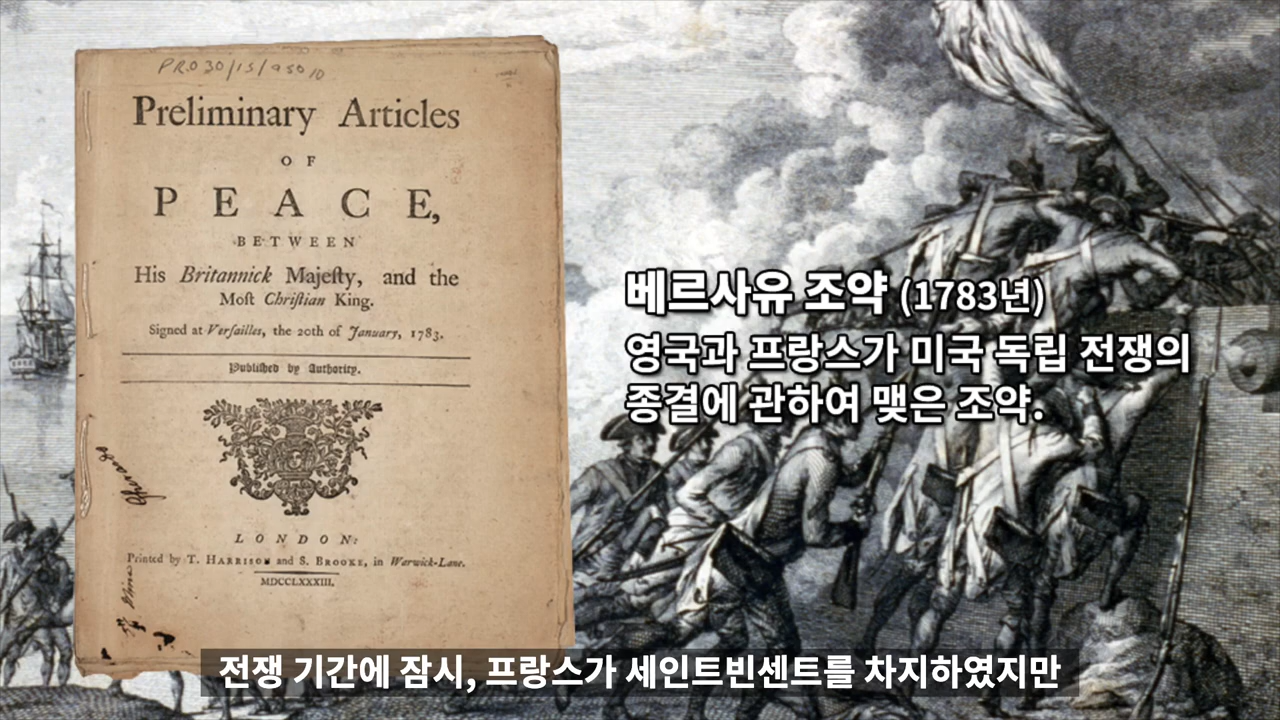 PRO 30/15/
Preliminary Articles
OF
PEACE,
BETWEEN
His Britannick Majeſty, and the
Moſt Chriſtian King.
Signed at Verſailles, the 20th of January, 1783.
Publiſhed by Authority.
LONDON:
Printed by T. HARRISON and S. BROOKE, in Warwick-Lane.
MDCCLXXXIII.
베르사유 조약 (1783년)
영국과 프랑스가 미국 독립 전쟁의
종결에 관하여 맺은 조약.
전쟁 기간에 잠시, 프랑스가 세인트빈센트를 차지하였지만